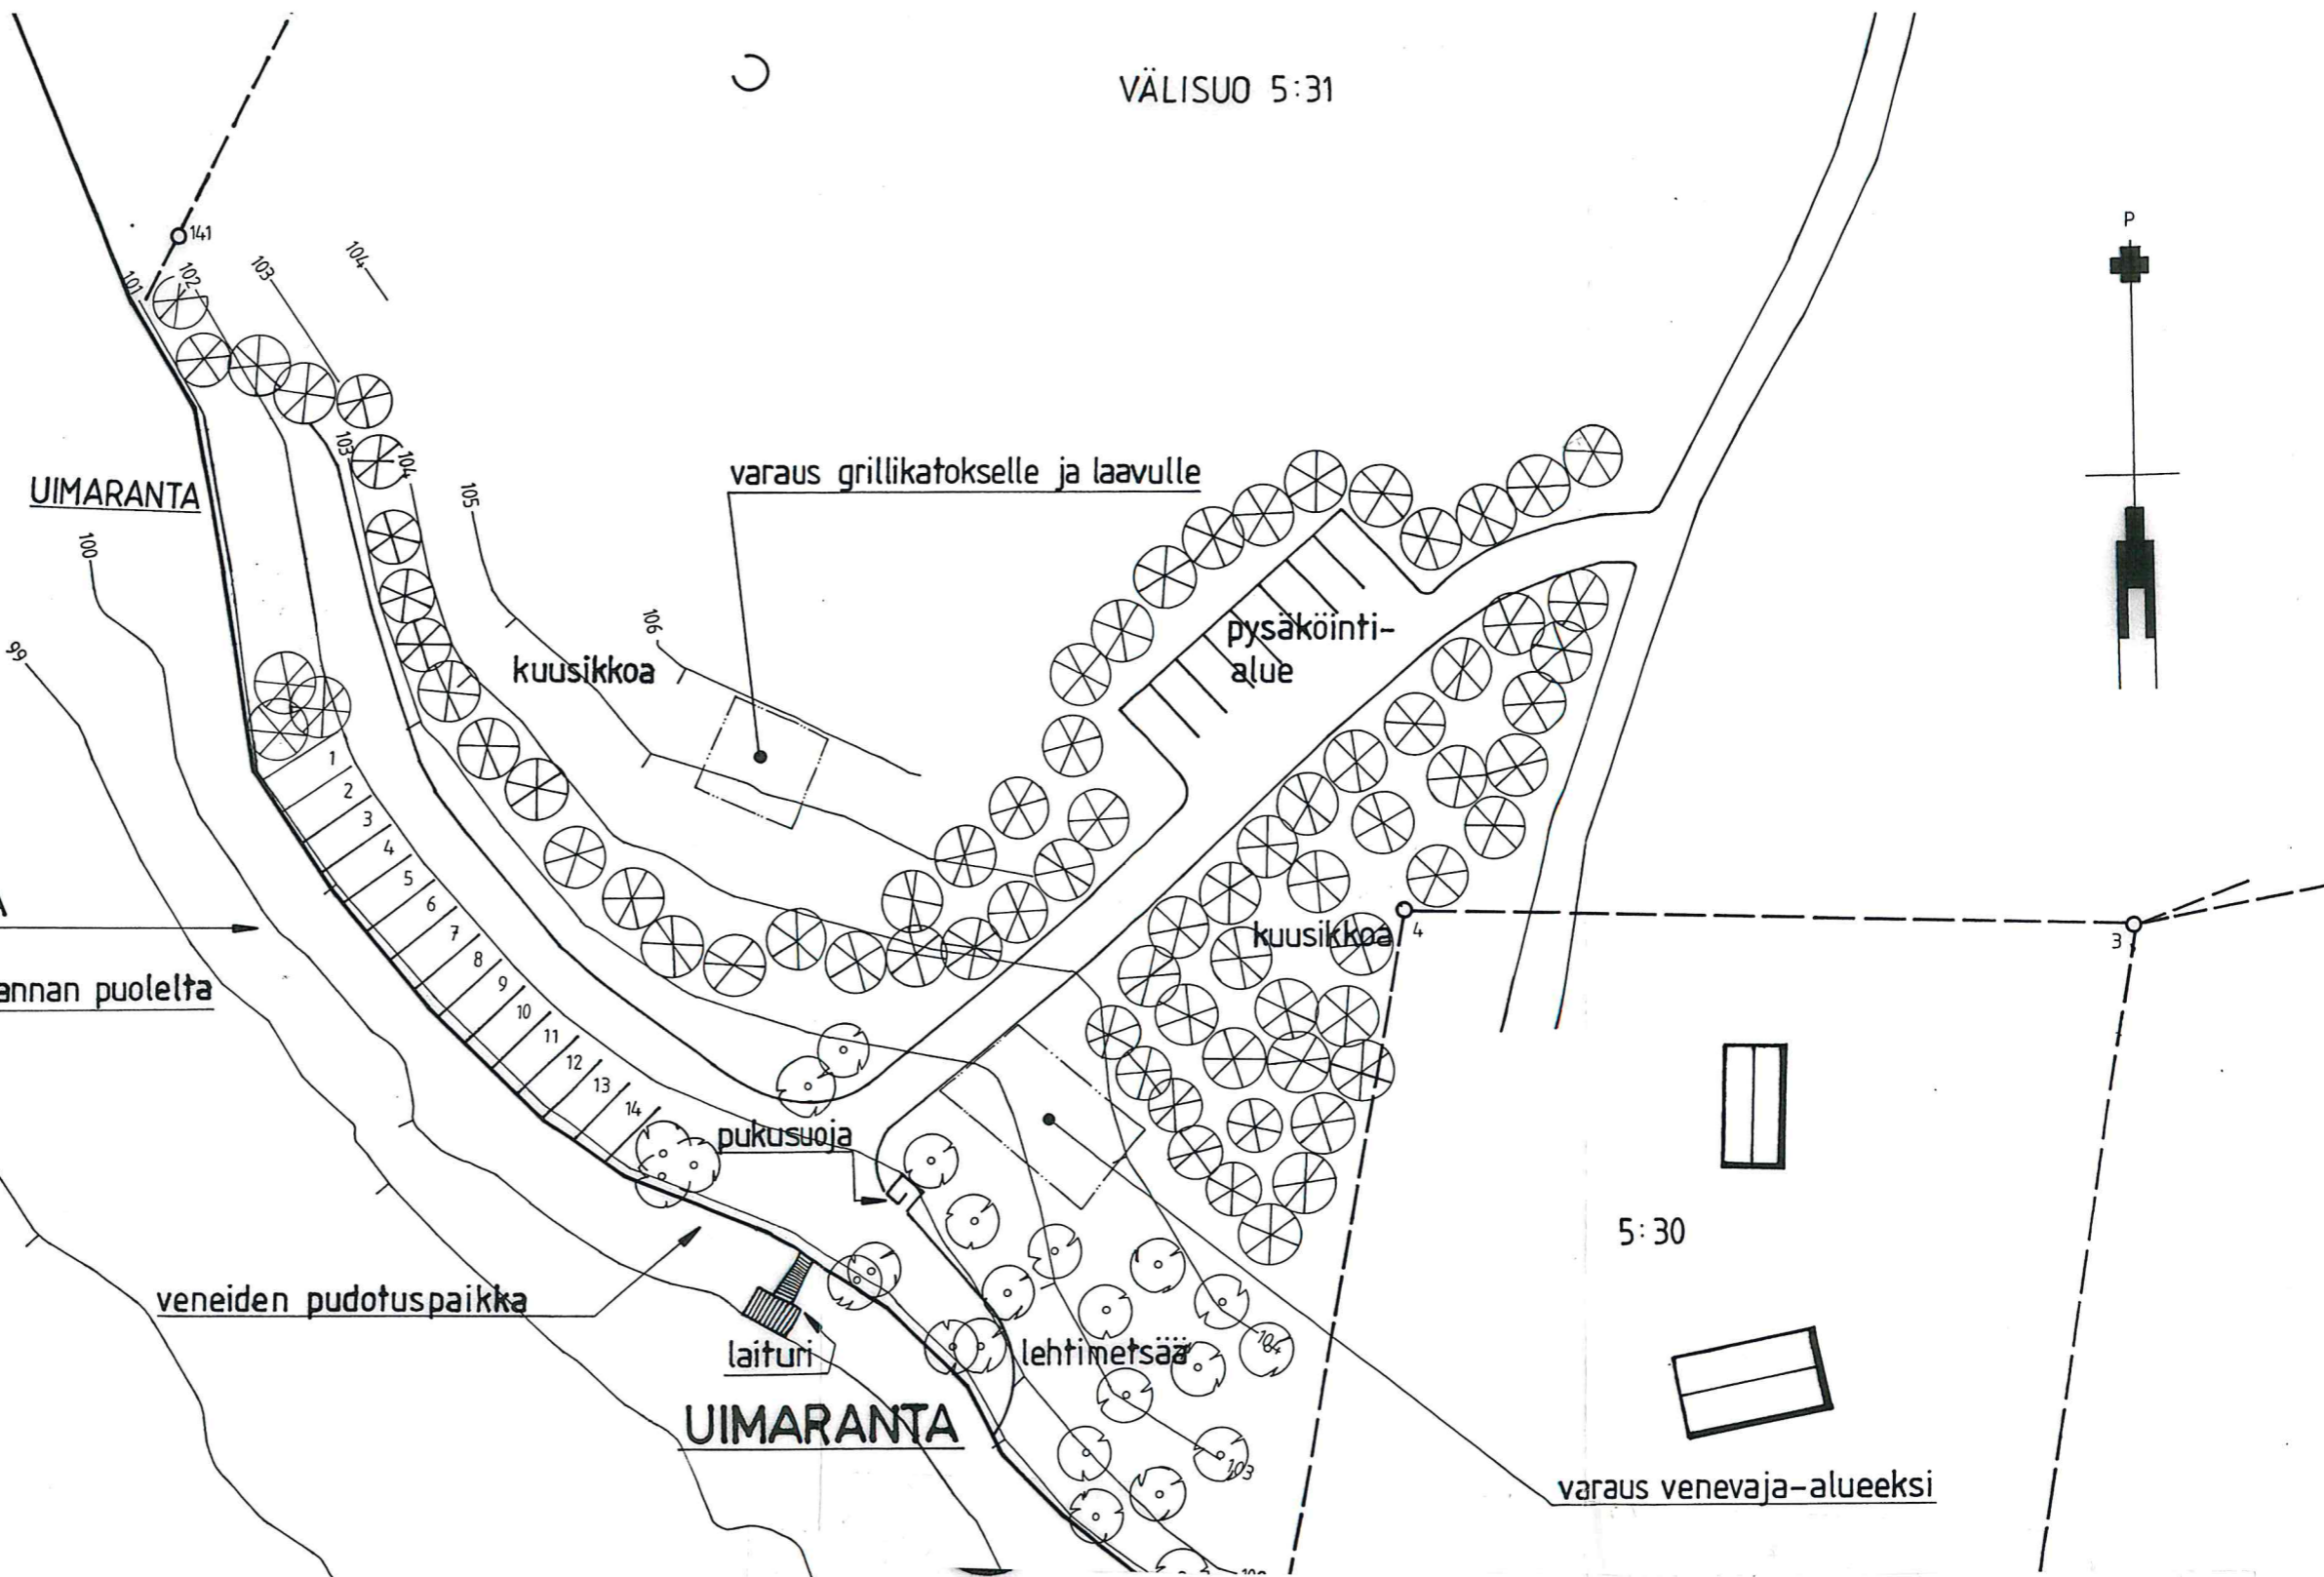 VÄLISUO 5:31
P
141
101
102
103
104
103
104
105
UIMARANTA
100
99
varaus grillikatokselle ja laavulle
106
kuusikkoa
pysäköinti-
alue
1
2
3
4
5
6
7
8
9
10
11
12
13
14
kuusikkoa
4
3
annan puolelta
pukusuoja
5:30
veneiden pudotuspaikka
laituri
lehtimetsää
104
UIMARANTA
103
varaus venevaja-alueeksi